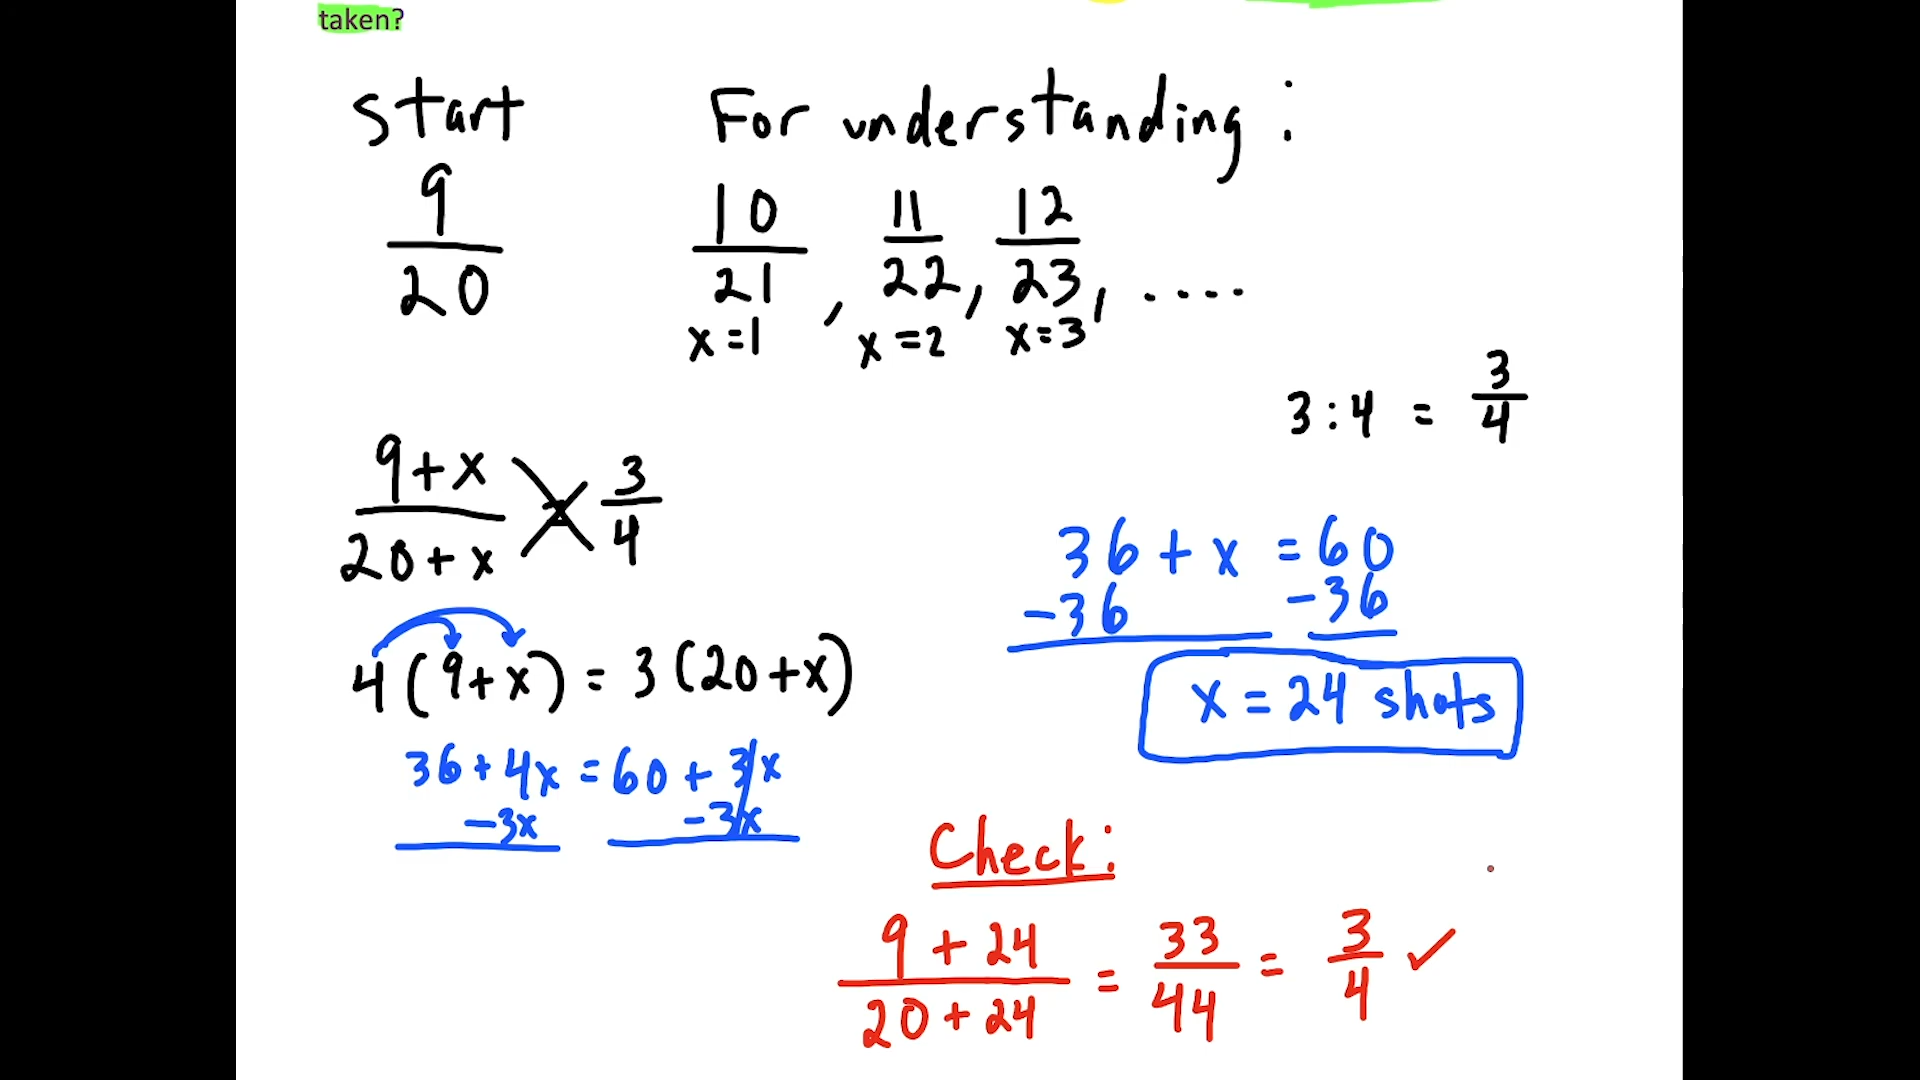 taken?
start
For understanding:
9/20
10/21, 11/22, 12/23, ....
x=1
x=2
x=3
3:4 = 3/4
9+x/20+x = 3/4
4(9+x) = 3(20+x)
36+4x=60+3x
-3x -3x
36+x=60
-36 -36
x=24 shots
Check:
9+24/20+24 = 33/44 = 3/4 ✓